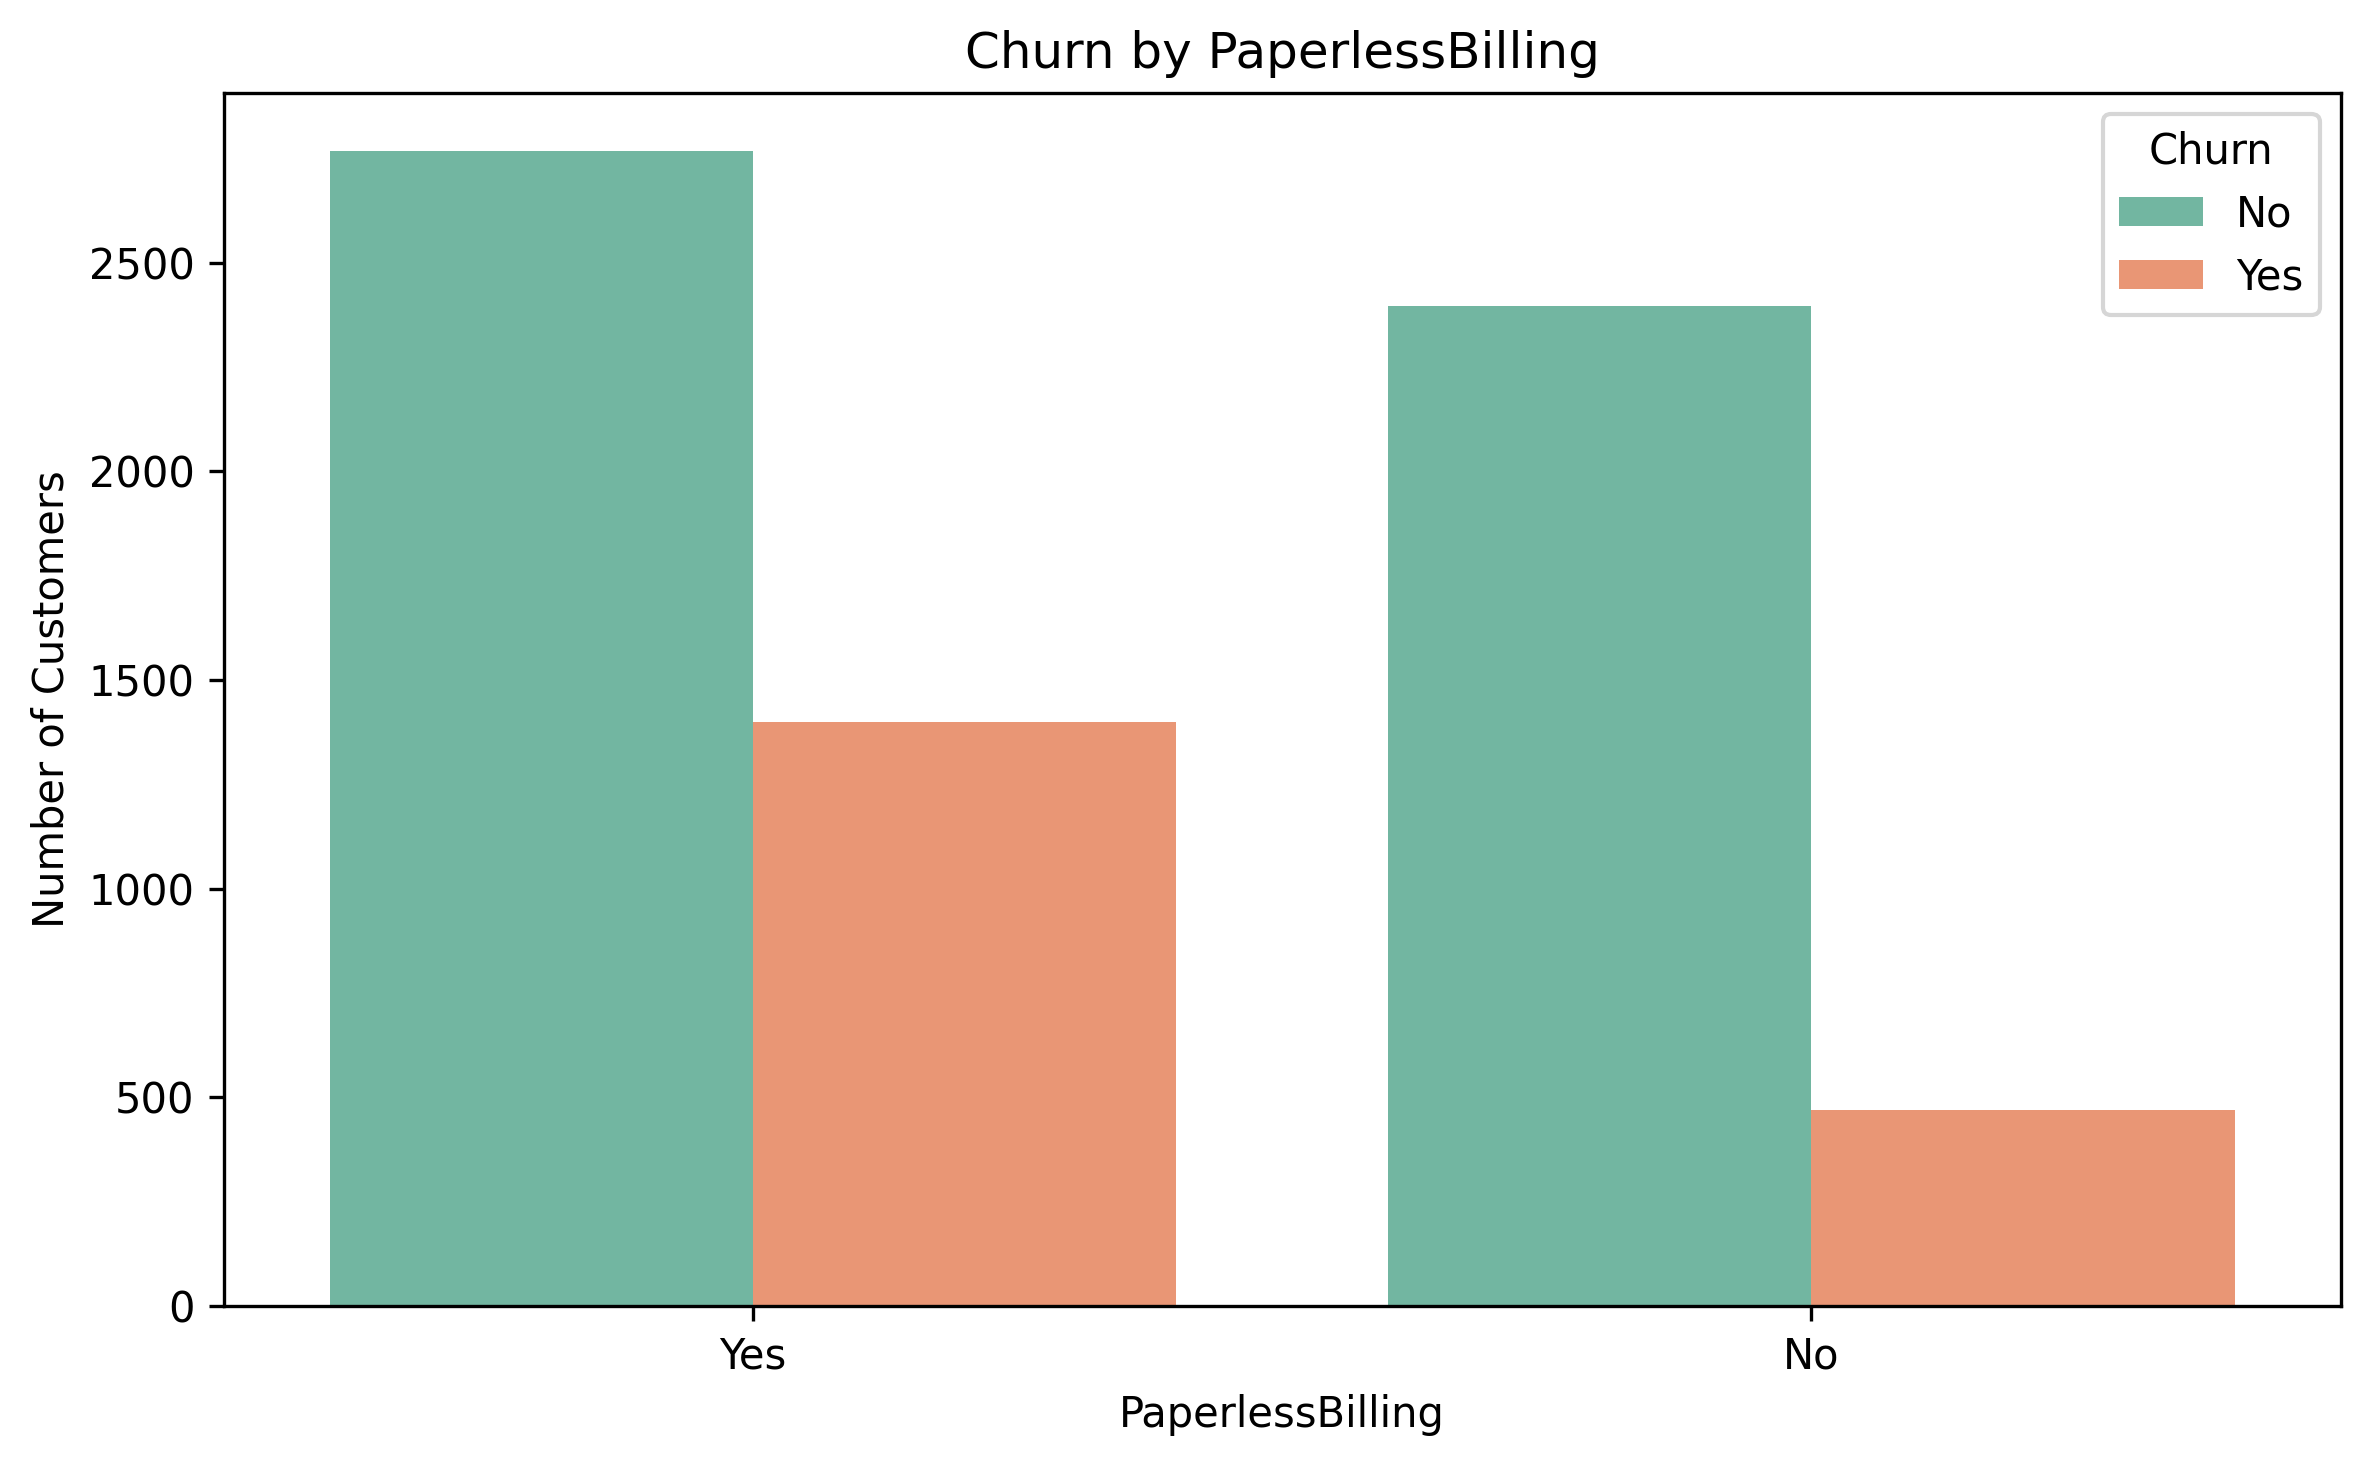 Churn by PaperlessBilling
Churn
No
Yes
Number of Customers
2500
2000
1500
1000
500
0
Yes
No
PaperlessBilling